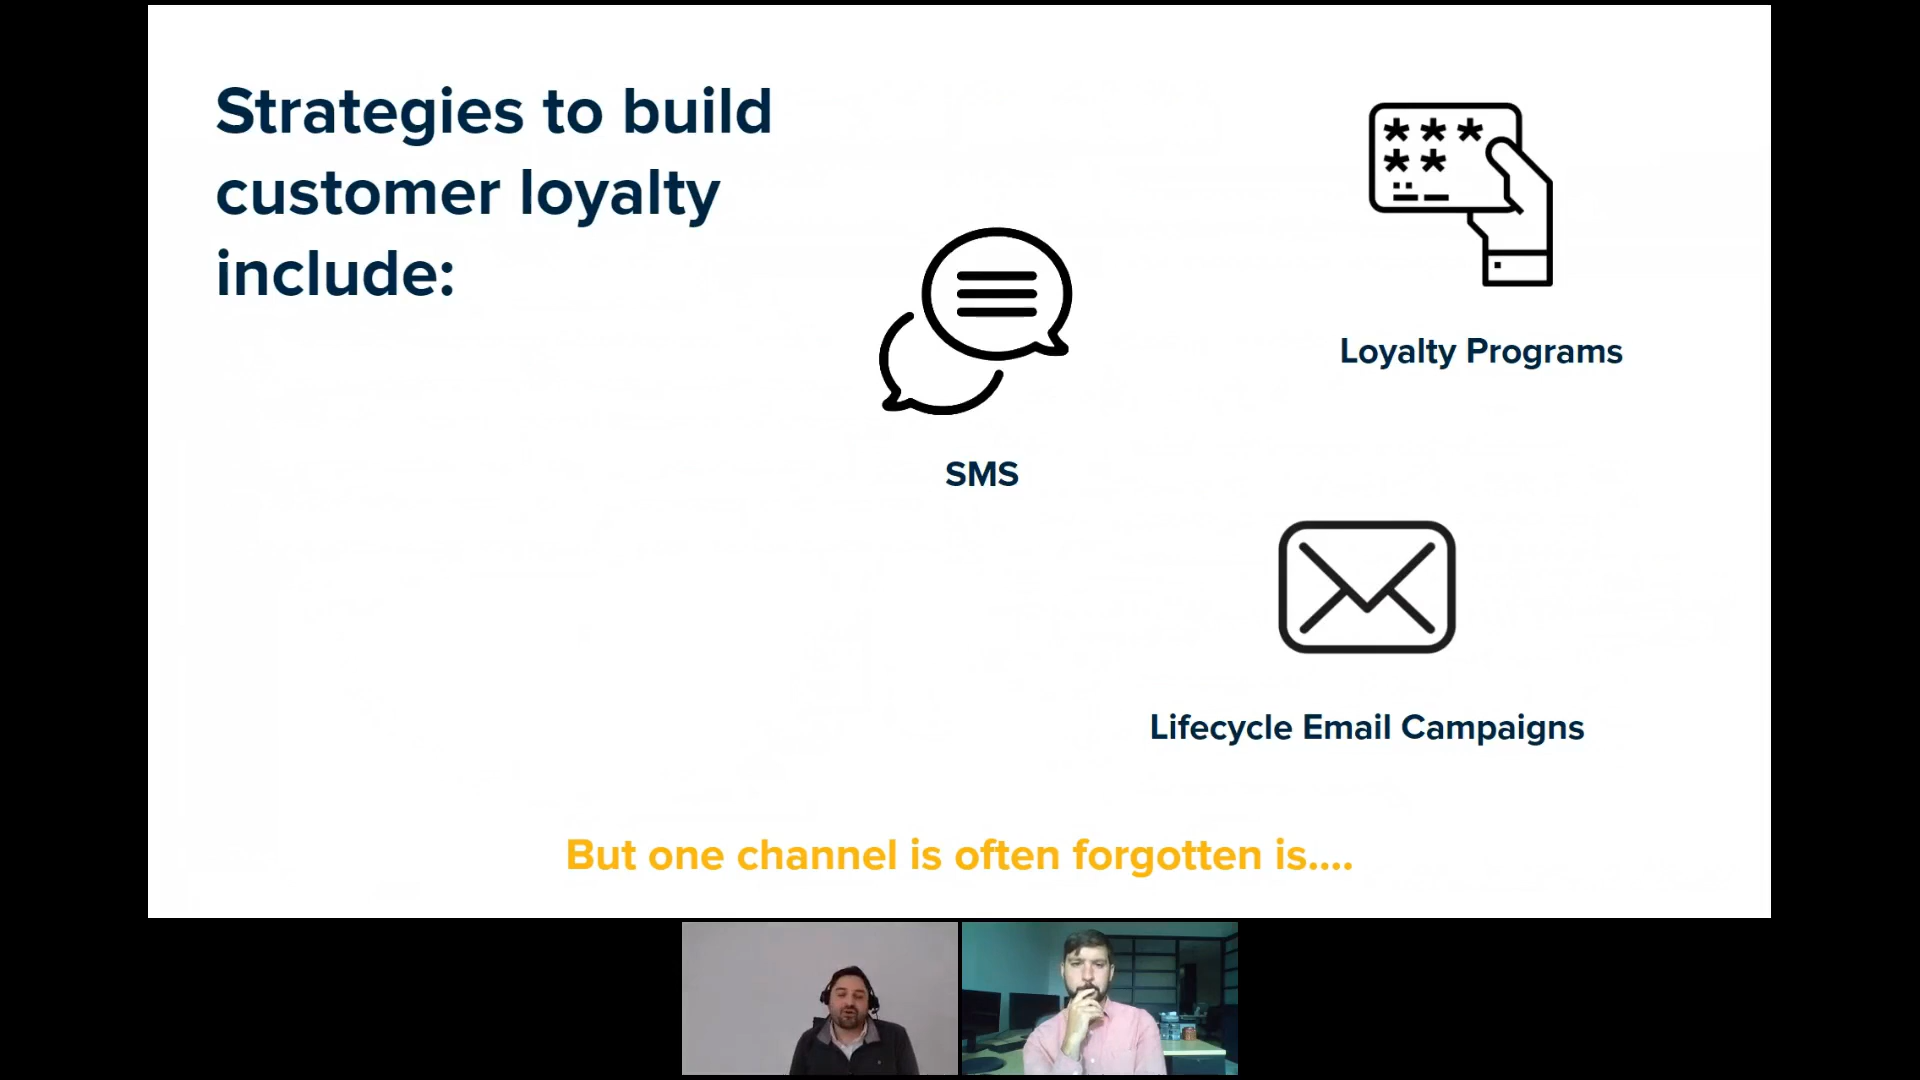 Strategies to build
customer loyalty
include:
SMS
Loyalty Programs
Lifecycle Email Campaigns
But one channel is often forgotten is....